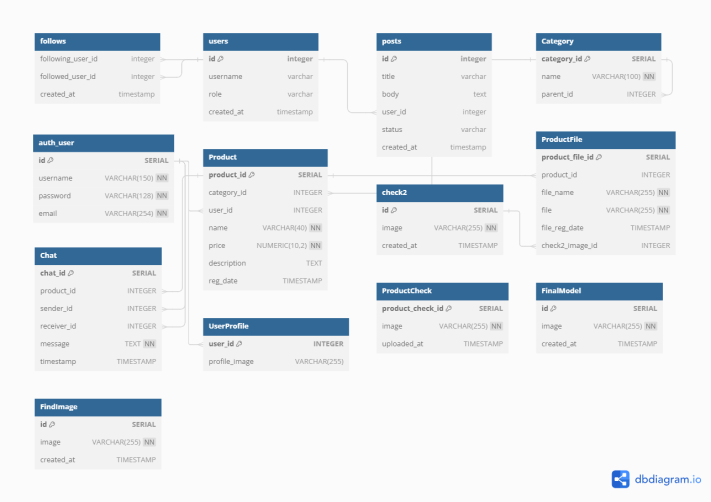 follows
following_user_id integer
followed_user_id integer
created_at timestamp
users
id integer
username varchar
role varchar
created_at timestamp
posts
id integer
title varchar
body text
user_id integer
status varchar
created_at timestamp
Category
category_id SERIAL
name VARCHAR(100) NN
parent_id INTEGER
auth_user
id SERIAL
username VARCHAR(150) NN
password VARCHAR(128) NN
email VARCHAR(254) NN
Product
product_id SERIAL
category_id INTEGER
user_id INTEGER
name VARCHAR(40) NN
price NUMERIC(10,2) NN
description TEXT
reg_date TIMESTAMP
check2
id SERIAL
image VARCHAR(255) NN
created_at TIMESTAMP
ProductFile
product_file_id SERIAL
product_id INTEGER
file_name VARCHAR(255) NN
file VARCHAR(255) NN
file_reg_date TIMESTAMP
check2_image_id INTEGER
Chat
chat_id SERIAL
product_id INTEGER
sender_id INTEGER
receiver_id INTEGER
message TEXT NN
timestamp TIMESTAMP
UserProfile
user_id INTEGER
profile_image VARCHAR(255)
ProductCheck
product_check_id SERIAL
image VARCHAR(255) NN
uploaded_at TIMESTAMP
FinalModel
id SERIAL
image VARCHAR(255) NN
created_at TIMESTAMP
FindImage
id SERIAL
image VARCHAR(255) NN
created_at TIMESTAMP
dbdiagram.io